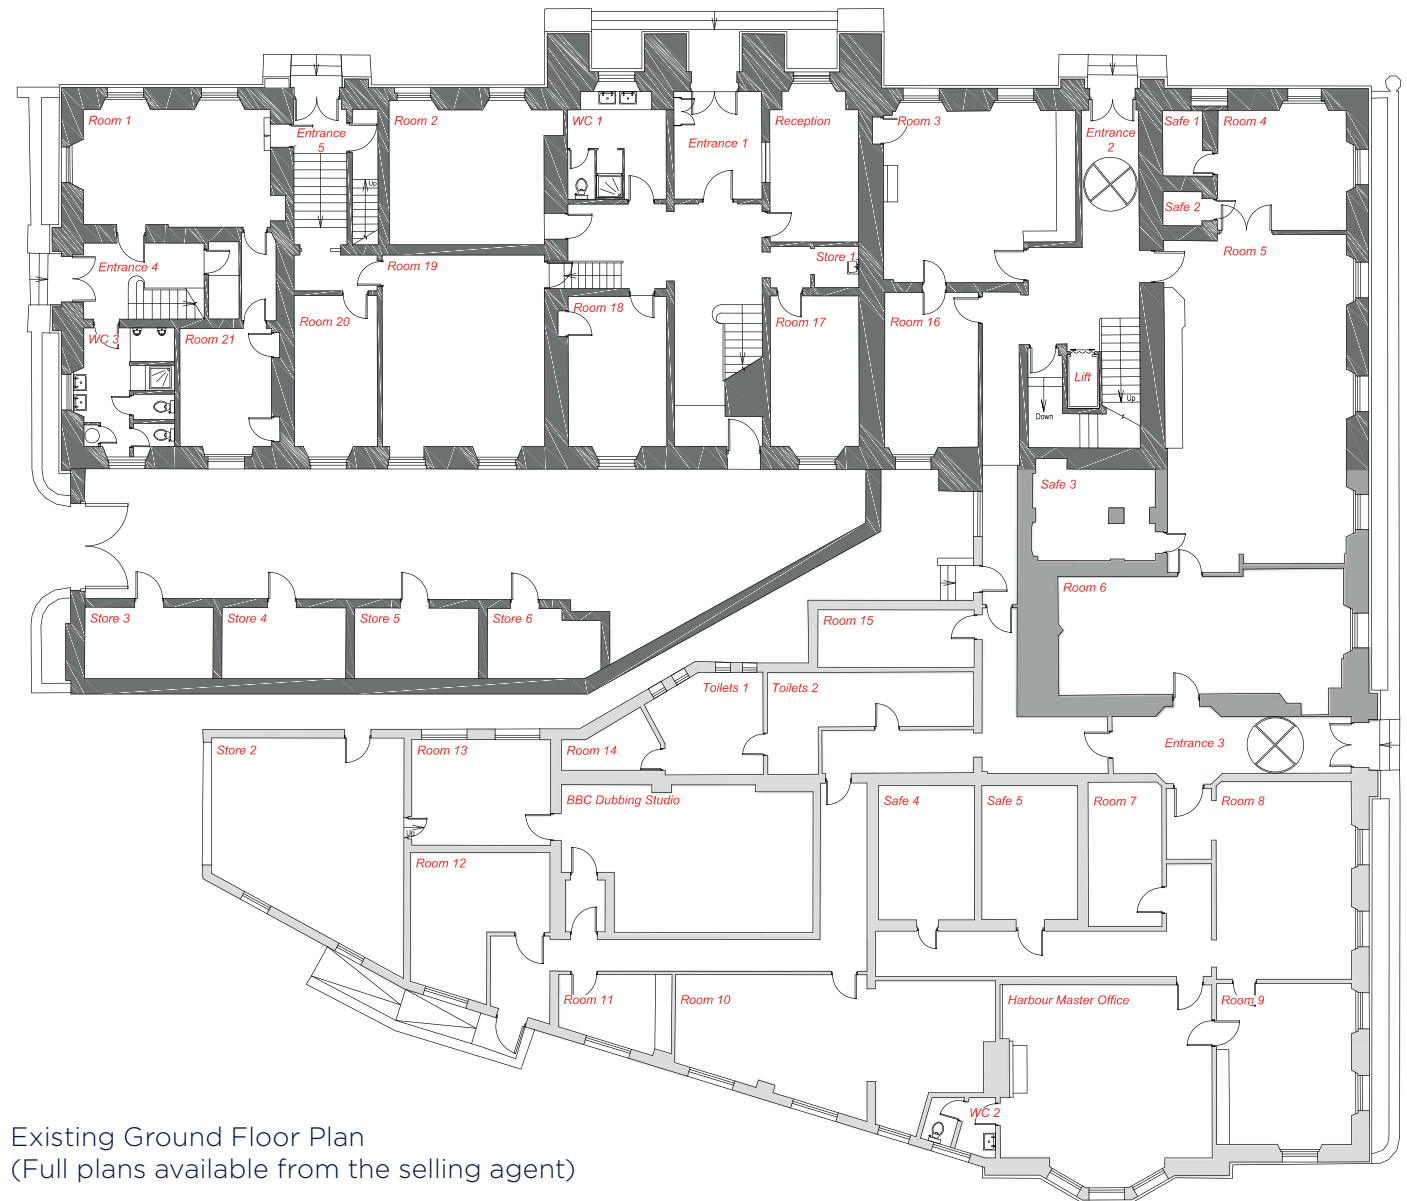 Room 1
Entrance
5
Room 2
WC 1
Entrance 1
Reception
Room 3
Entrance
2
Safe 1
Room 4
Up
Safe 2
Room 5
Entrance 4
Room 19
Store 1
Room 20
Room 18
Room 17
Room 16
WC 3
Room 21
Lift
Down
Up
Safe 3
Room 6
Store 3
Store 4
Store 5
Store 6
Room 15
Toilets 1
Toilets 2
Store 2
Room 13
Room 14
Entrance 3
BBC Dubbing Studio
Safe 4
Safe 5
Room 7
Room 8
Up
Room 12
Room 11
Room 10
Harbour Master Office
Room 9
WC 2
Existing Ground Floor Plan
(Full plans available from the selling agent)